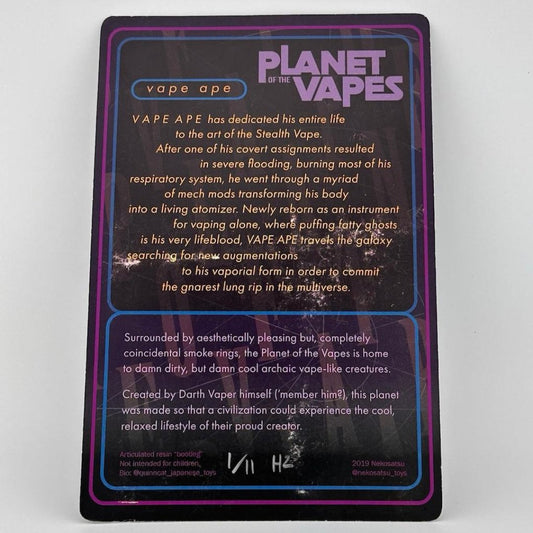 PLANET
OF THE
VAPES
vape ape
VAPE APE has dedicated his entire life
to the art of the Stealth Vape.
After one of his covert assignments resulted
in severe flooding, burning most of his
respiratory system, he went through a myriad
of mech mods transforming his body
into a living atomizer. Newly reborn as an instrument
for vaping alone, where puffing fatty ghosts
is his very lifeblood, VAPE APE travels the galaxy
searching for new augmentations
to his vaporial form in order to commit
the gnarest lung rip in the multiverse.
Surrounded by aesthetically pleasing but, completely
coincidental smoke rings, the Planet of the Vapes is home
to damn dirty, but damn cool archaic vape-like creatures.
Created by Darth Vaper himself ('member him?), this planet
was made so that a civilization could experience the cool,
relaxed lifestyle of their proud creator.
Articulated resin "bootleg"
Not intended for children
Bio: @quinncat_japanese_toys
1/11 H2
2019 Nekosatsu
@nekosatsu_toys